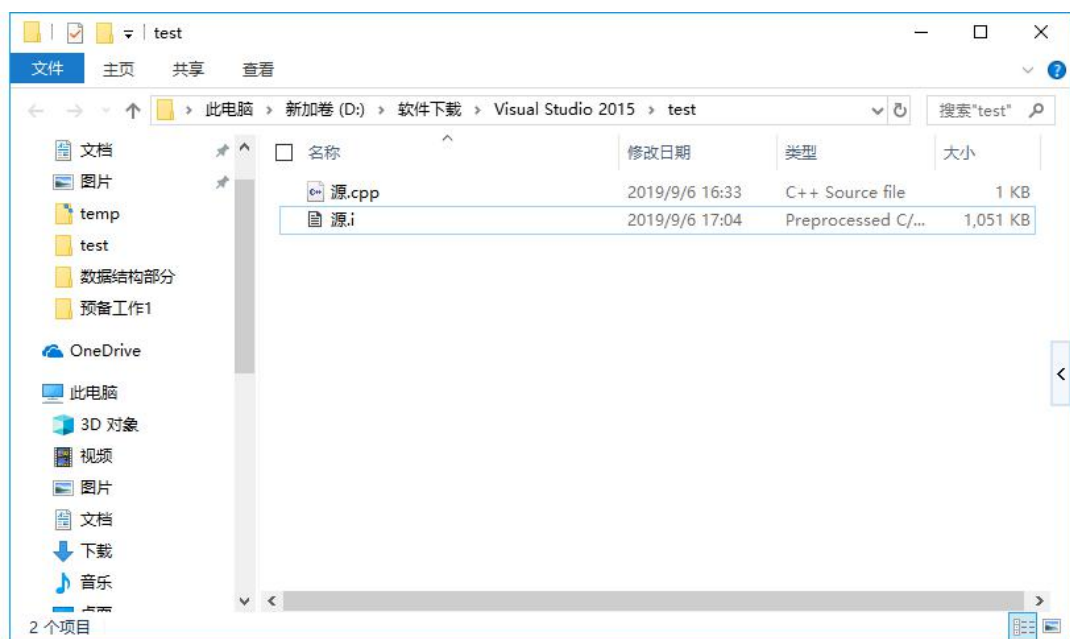 test
文件 主页 共享 查看
此电脑 新加卷 (D:) 软件下载 Visual Studio 2015 test 搜索"test"
文档
图片
temp
test
数据结构部分
预备工作1
OneDrive
此电脑
3D 对象
视频
图片
文档
下载
音乐
名称 修改日期 类型 大小
源.cpp 2019/9/6 16:33 C++ Source file 1 KB
源.i 2019/9/6 17:04 Preprocessed C/... 1,051 KB
2 个项目